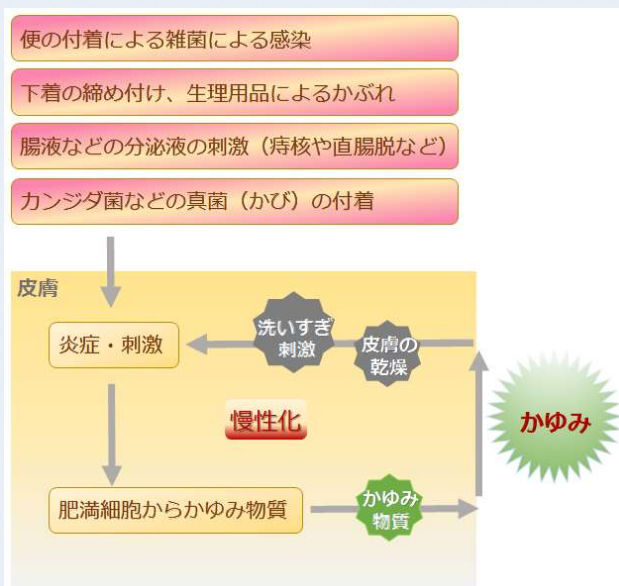 便の付着による雑菌による感染
下着の締め付け、生理用品によるかぶれ
腸液などの分泌液の刺激（痔核や直腸脱など）
カンジダ菌などの真菌（かび）の付着
皮膚
炎症・刺激
洗いすぎ
刺激
皮膚の
乾燥
慢性化
かゆみ
肥満細胞からかゆみ物質
かゆみ
物質